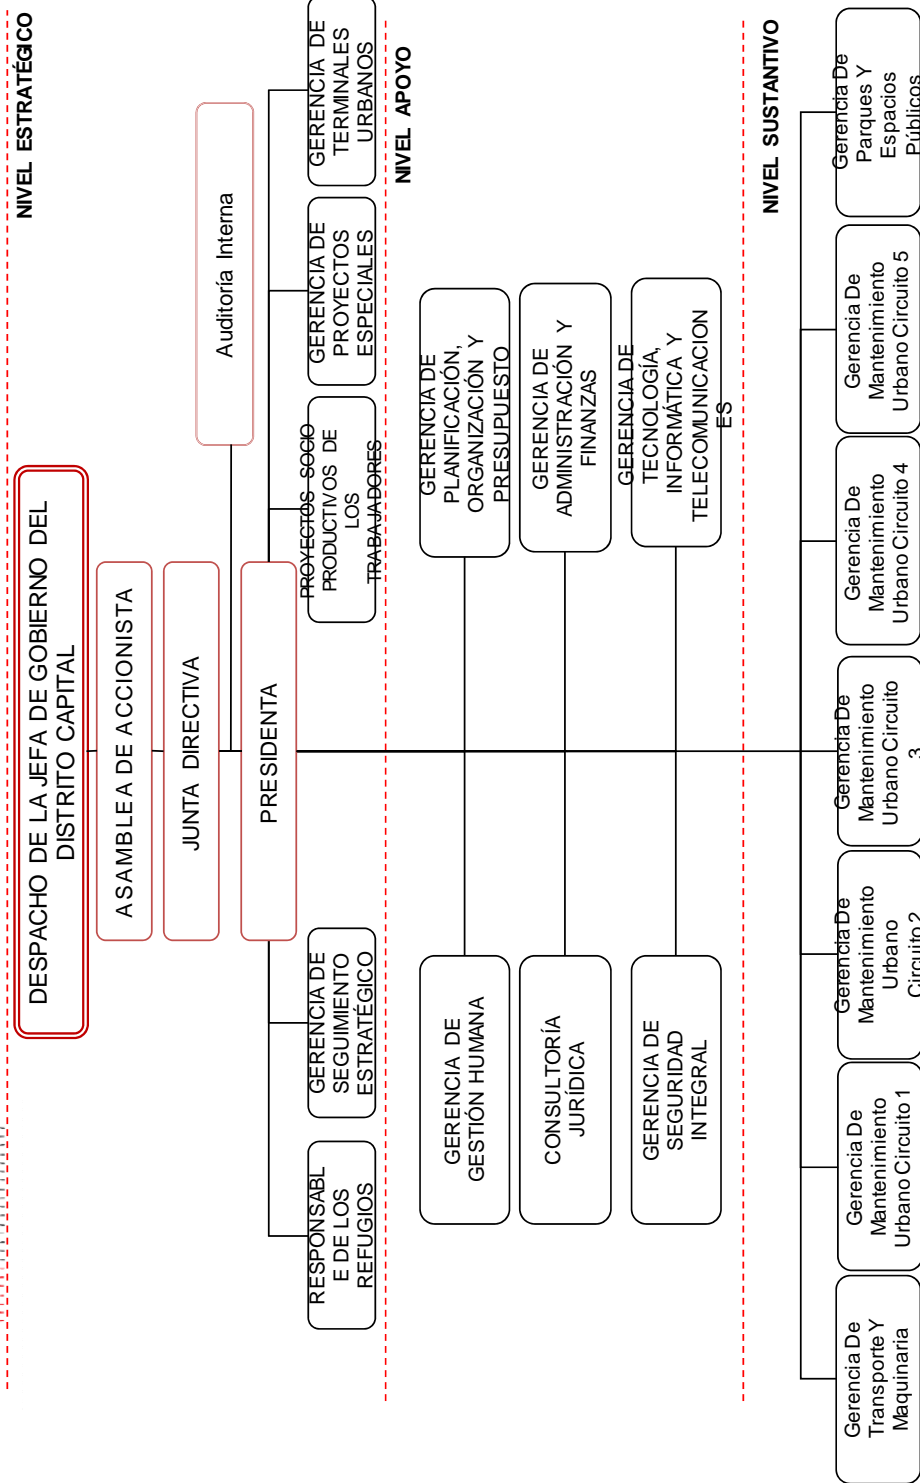 NIVEL ESTRATÉGICO
DESPACHO DE LA JEFA DE GOBIERNO DEL
DISTRITO CAPITAL
ASAMBLEA DE ACCIONISTA
JUNTA DIRECTIVA
Auditoría Interna
PRESIDENTA
RESPONSABL
E DE LOS
REFUGIOS
GERENCIA DE
SEGUIMIENTO
ESTRATÉGICO
PROYECTOS SOCIO
PRODUCTIVOS DE
LOS
TRABAJADORES
GERENCIA DE
PROYECTOS
ESPECIALES
GERENCIA DE
TERMINALES
URBANOS
NIVEL APOYO
GERENCIA DE
GESTIÓN HUMANA
GERENCIA DE
PLANIFICACIÓN,
ORGANIZACIÓN Y
PRESUPUESTO
CONSULTORÍA
JURÍDICA
GERENCIA DE
ADMINISTRACIÓN Y
FINANZAS
GERENCIA DE
SEGURIDAD
INTEGRAL
GERENCIA DE
TECNOLOGÍA,
INFORMÁTICA Y
TELECOMUNICACION
ES
NIVEL SUSTANTIVO
Gerencia De
Transporte Y
Maquinaria
Gerencia De
Mantenimiento
Urbano Circuito 1
Gerencia De
Mantenimiento
Urbano
Circuito 2
Gerencia De
Mantenimiento
Urbano Circuito
3
Gerencia De
Mantenimiento
Urbano Circuito 4
Gerencia De
Mantenimiento
Urbano Circuito 5
Gerencia De
Parques Y
Espacios
Públicos